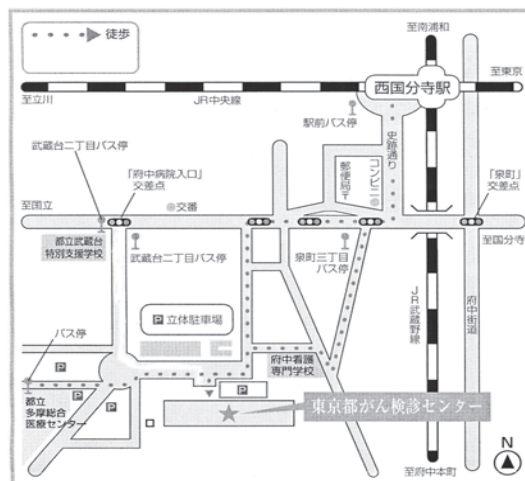 徒歩
至南浦和
西国分寺駅
至東京
至立川
JR中央線
駅前バス停
史跡通り
武蔵台二丁目バス停
「府中病院入口」
交差点
郵便局〒
コンビニ
「泉町」
交差点
至国立
交番
至国分寺
都立武蔵台
特別支援学校
武蔵台二丁目バス停
泉町三丁目
バス停
P 立体駐車場
JR武蔵野線
府中街道
バス停
P
府中看護
専門学校
P
P
都立
多摩総合
医療センター
東京都がん検診センター
N
至府中本町